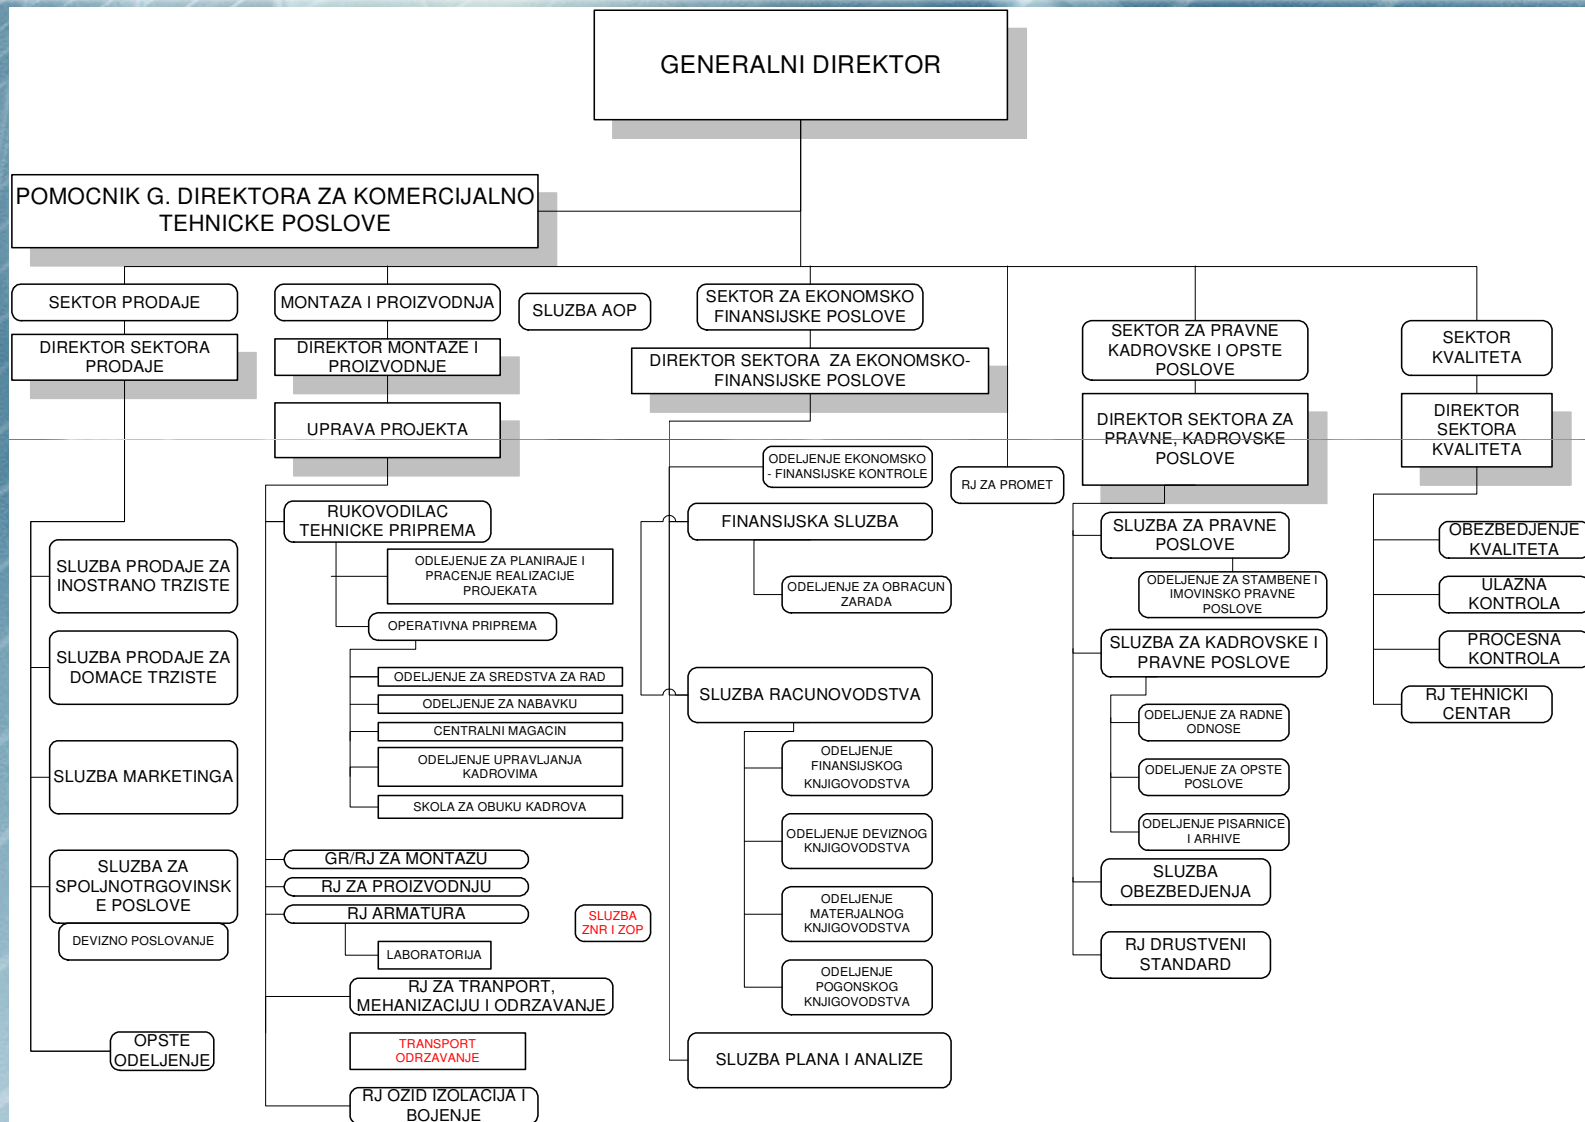 GENERALNI DIREKTOR
POMOCNIK G. DIREKTORA ZA KOMERCIJALNO
TEHNICKE POSLOVE
SEKTOR PRODAJE
DIREKTOR SEKTORA
PRODAJE
SLUZBA PRODAJE ZA
INOSTRANO TRZISTE
SLUZBA PRODAJE ZA
DOMACE TRZISTE
SLUZBA MARKETINGA
SLUZBA ZA
SPOLJNOTRGOVINSK
E POSLOVE
DEVIZNO POSLOVANJE
OPSTE
ODELJENJE
MONTAZA I PROIZVODNJA
DIREKTOR MONTAZE I
PROIZVODNJE
UPRAVA PROJEKTA
RUKOVODILAC
TEHNICKE PRIPREMA
ODLEJENJE ZA PLANIRAJE I
PRACENJE REALIZACIJE
PROJEKATA
OPERATIVNA PRIPREMA
ODELJENJE ZA SREDSTVA ZA RAD
ODELJENJE ZA NABAVKU
CENTRALNI MAGACIN
ODELJENJE UPRAVLJANJA
KADROVIMA
SKOLA ZA OBUKU KADROVA
GR/RJ ZA MONTAZU
RJ ZA PROIZVODNJU
RJ ARMATURA
LABORATORIJA
RJ ZA TRANPORT,
MEHANIZACIJU I ODRZAVANJE
TRANSPORT
ODRZAVANJE
RJ OZID IZOLACIJA I
BOJENJE
SLUZBA AOP
SLUZBA
ZNR I ZOP
SEKTOR ZA EKONOMSKO
FINANSIJSKE POSLOVE
DIREKTOR SEKTORA ZA EKONOMSKO-
FINANSIJSKE POSLOVE
ODELJENJE EKONOMSKO
- FINANSIJSKE KONTROLE
FINANSIJSKA SLUZBA
ODELJENJE ZA OBRACUN
ZARADA
SLUZBA RACUNOVODSTVA
ODELJENJE
FINANSIJSKOG
KNJIGOVODSTVA
ODELJENJE DEVIZNOG
KNJIGOVODSTVA
ODELJENJE
MATERJALNOG
KNJIGOVODSTVA
ODELJENJE
POGONSKOG
KNJIGOVODSTVA
SLUZBA PLANA I ANALIZE
RJ ZA PROMET
SEKTOR ZA PRAVNE
KADROVSKE I OPSTE
POSLOVE
DIREKTOR SEKTORA ZA
PRAVNE, KADROVSKE
POSLOVE
SLUZBA ZA PRAVNE
POSLOVE
ODELJENJE ZA STAMBENE I
IMOVINSKO PRAVNE
POSLOVE
SLUZBA ZA KADROVSKE I
PRAVNE POSLOVE
ODELJENJE ZA RADNE
ODNOSE
ODELJENJE ZA OPSTE
POSLOVE
ODELJENJE PISARNICE
I ARHIVE
SLUZBA
OBEZBEDJENJA
RJ DRUSTVENI
STANDARD
SEKTOR
KVALITETA
DIREKTOR
SEKTORA
KVALITETA
OBEZBEDJENJE
KVALITETA
ULAZNA
KONTROLA
PROCESNA
KONTROLA
RJ TEHNICKI
CENTAR